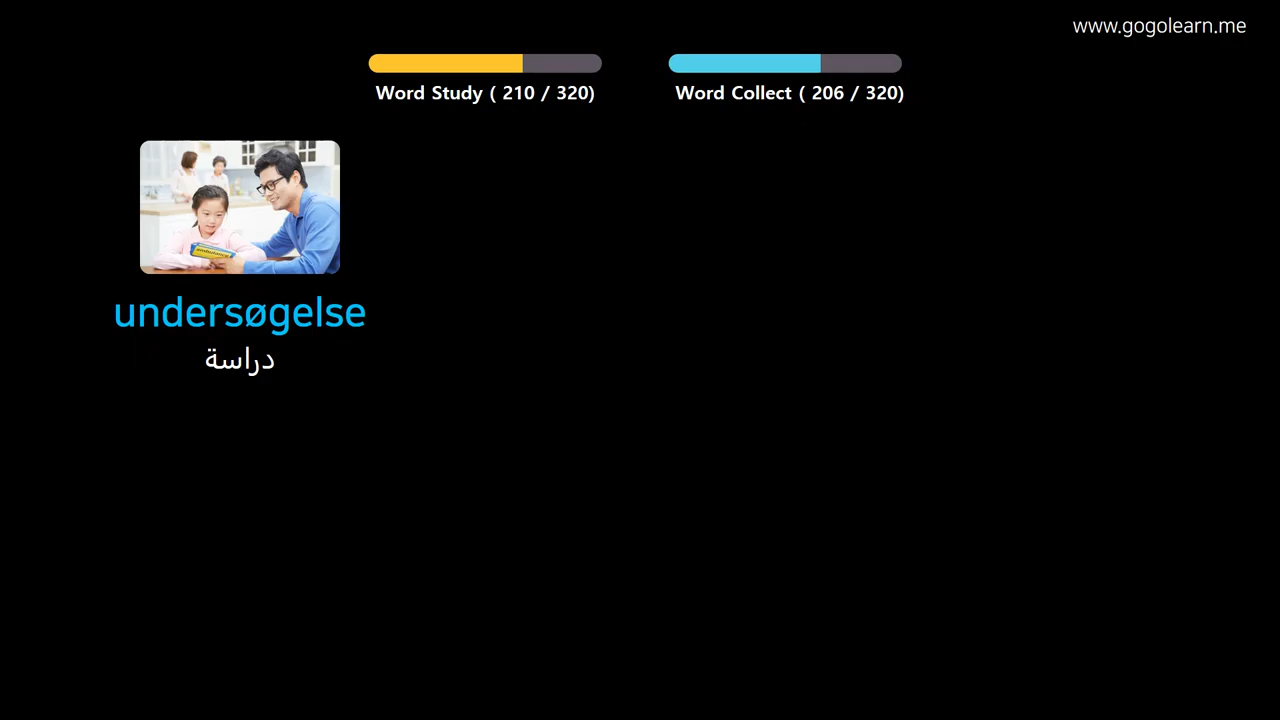 www.gogolearn.me
Word Study ( 210 / 320)
Word Collect ( 206 / 320)
undersøgelse
دراسة